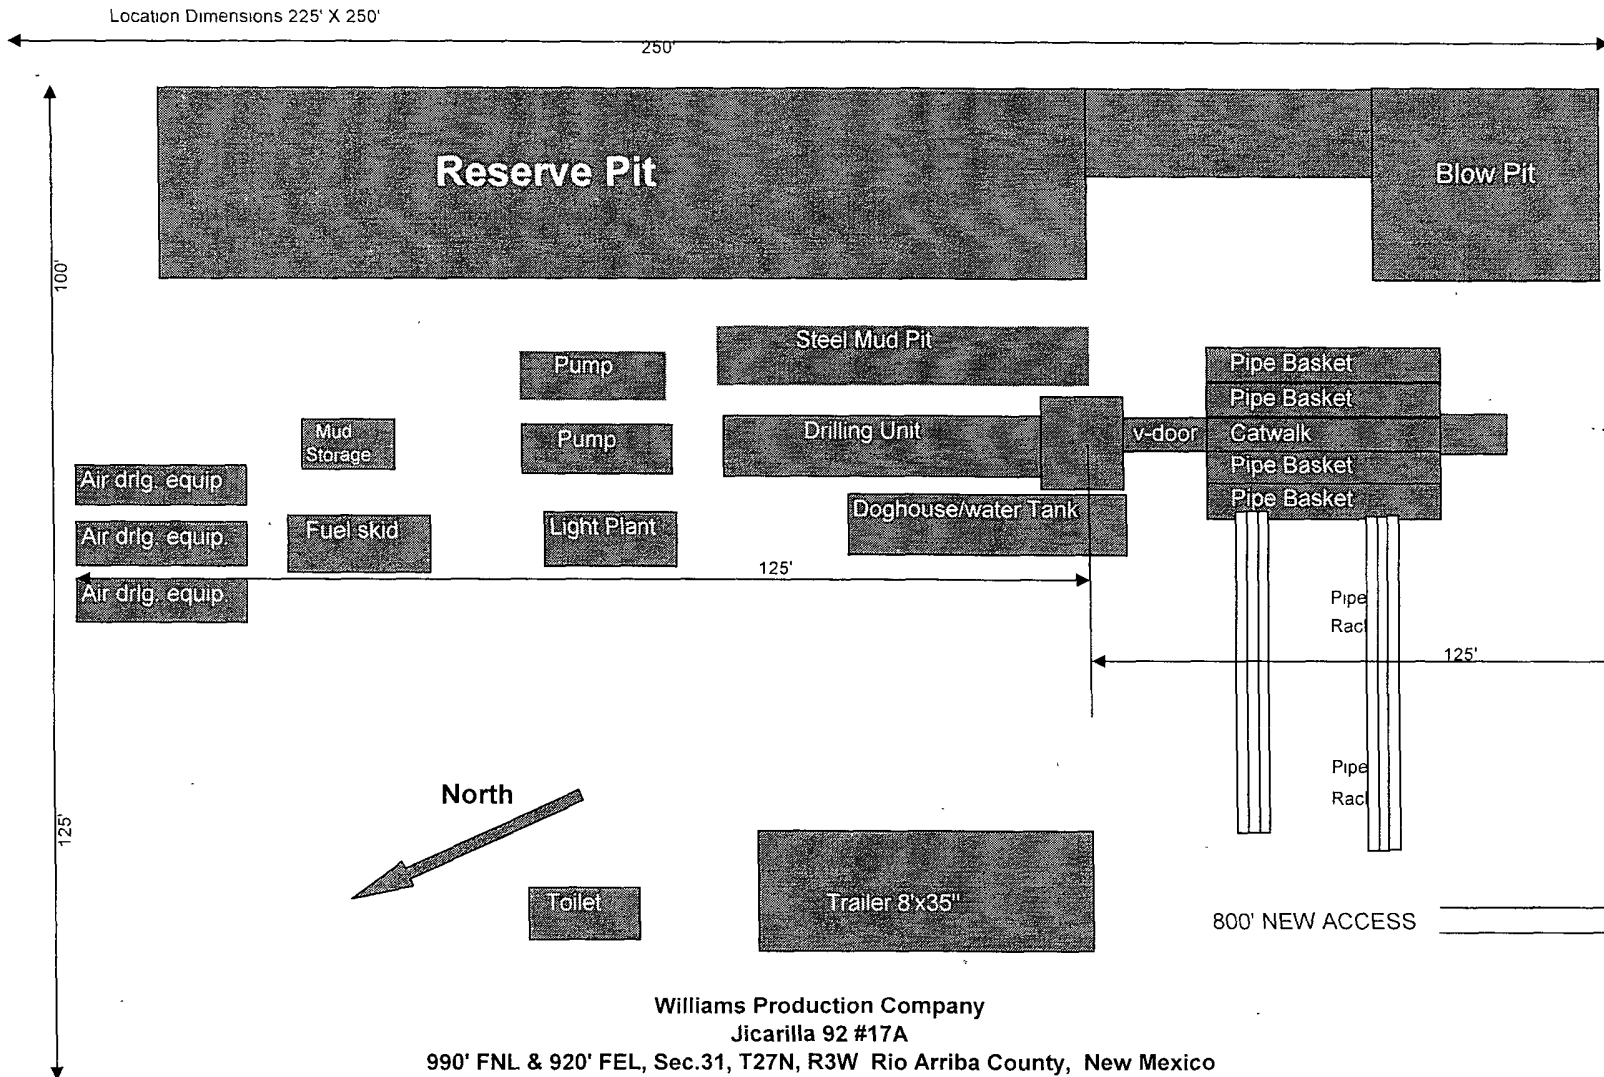 Location Dimensions 225' X 250'
250'
Reserve Pit
Blow Pit
100'
Steel Mud Pit
Pump
Pipe Basket
Pipe Basket
Mud
Storage
Pump
Drilling Unit
v-door
Catwalk
Pipe Basket
Air drlg. equip
Pipe Basket
Doghouse/water Tank
Air drlg. equip.
Fuel skid
Light Plant
125'
Air drlg. equip.
Pipe
Racl
125'
Pipe
Racl
North
125'
Toilet
Trailer 8'x35"
800' NEW ACCESS
Williams Production Company
Jicarilla 92 #17A
990' FNL & 920' FEL, Sec.31, T27N, R3W Rio Arriba County, New Mexico